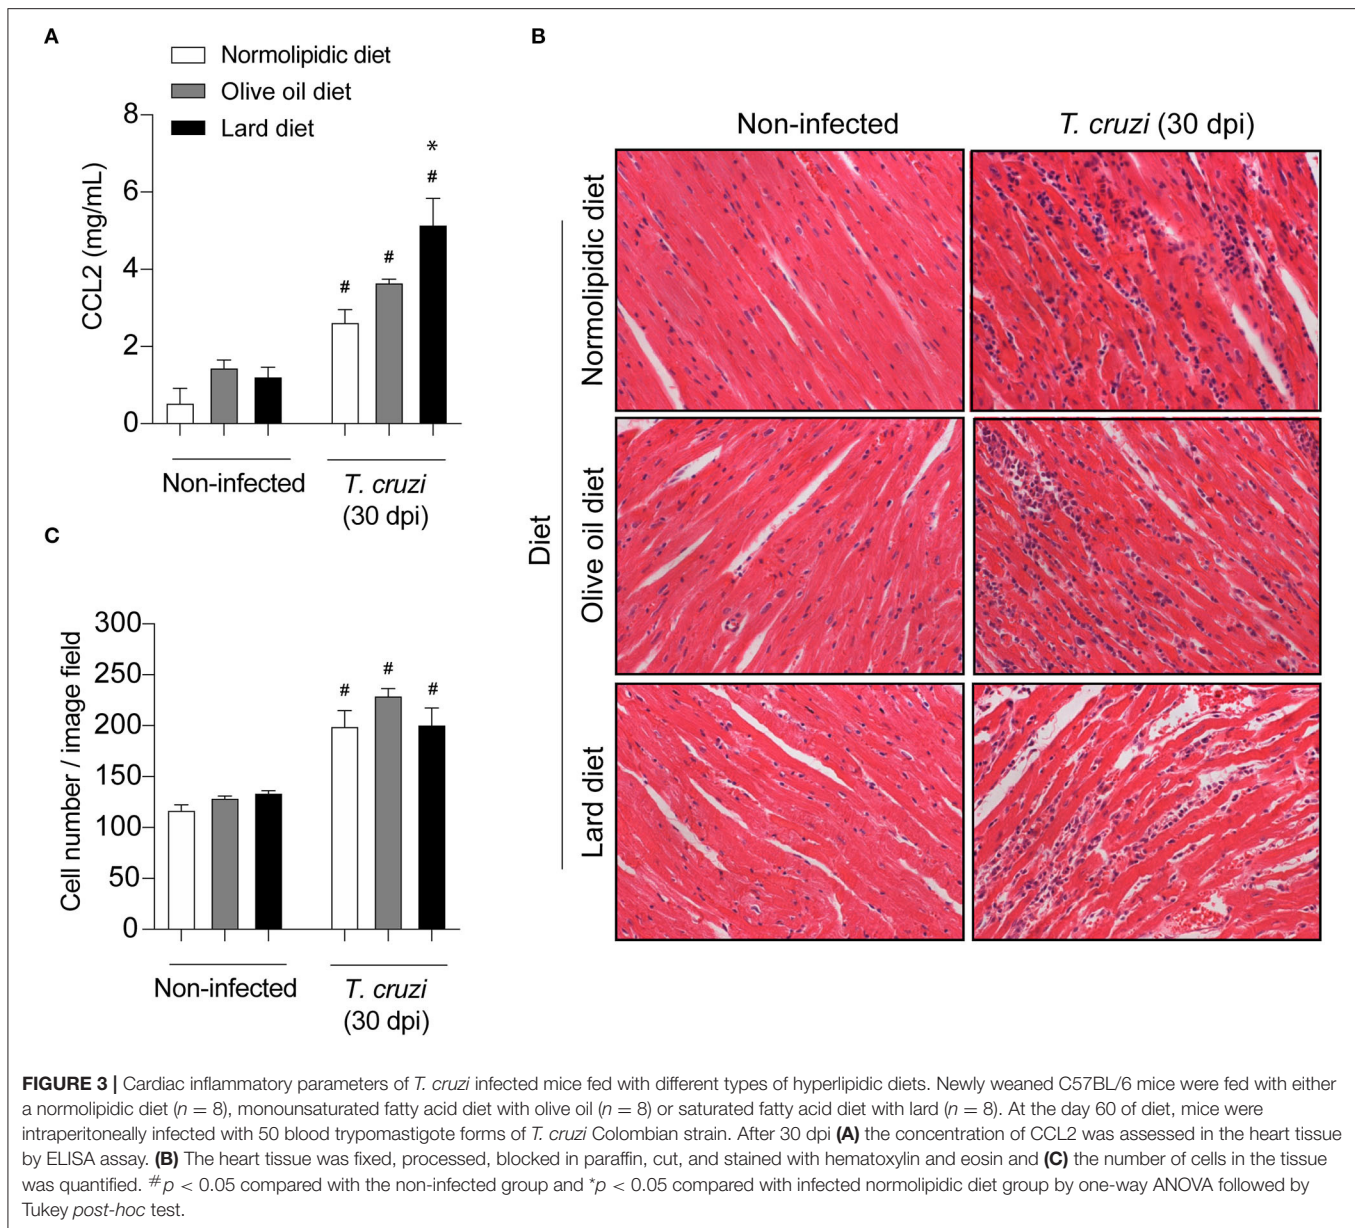 A
Normolipidic diet
Olive oil diet
Lard diet
8
6
4
2
0
CCL2 (mg/mL)
*
#
#
#
Non-infected
T. cruzi
(30 dpi)
B
Non-infected
T. cruzi (30 dpi)
Diet
Normolipidic diet
Olive oil diet
Lard diet
C
300
250
200
150
100
50
0
Cell number / image field
#
#
#
Non-infected
T. cruzi
(30 dpi)
FIGURE 3 | Cardiac inflammatory parameters of T. cruzi infected mice fed with different types of hyperlipidic diets. Newly weaned C57BL/6 mice were fed with either
a normolipidic diet (n = 8), monounsaturated fatty acid diet with olive oil (n = 8) or saturated fatty acid diet with lard (n = 8). At the day 60 of diet, mice were
intraperitoneally infected with 50 blood trypomastigote forms of T. cruzi Colombian strain. After 30 dpi (A) the concentration of CCL2 was assessed in the heart tissue
by ELISA assay. (B) The heart tissue was fixed, processed, blocked in paraffin, cut, and stained with hematoxylin and eosin and (C) the number of cells in the tissue
was quantified. #p < 0.05 compared with the non-infected group and *p < 0.05 compared with infected normolipidic diet group by one-way ANOVA followed by
Tukey post-hoc test.